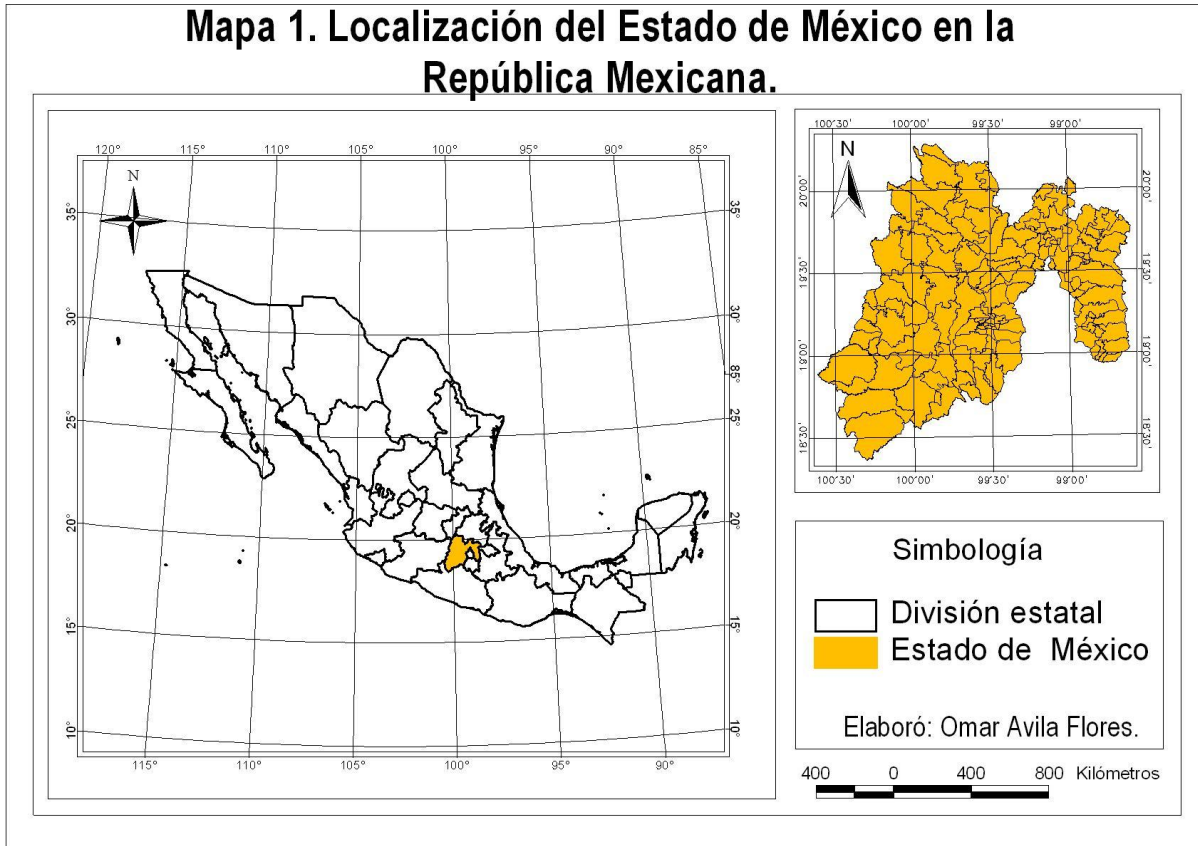 Mapa 1. Localización del Estado de México en la
República Mexicana.
120° 110° 105° 100° 95° 90° 85°
N
35° 35°
30° 30°
85°
25° 25°
20° 20°
15° 15°
10° 10°
115° 110° 105° 100° 95° 90°
100°30' 100°00' 99°30' 99°00'
N
20°00' 20°00'
19°30' 19°30'
19°00' 19°00'
18°30' 18°30'
100°30' 100°00' 99°30' 99°00'
Simbología
División estatal
Estado de México
Elaboró: Omar Avila Flores.
400 0 400 800 Kilómetros